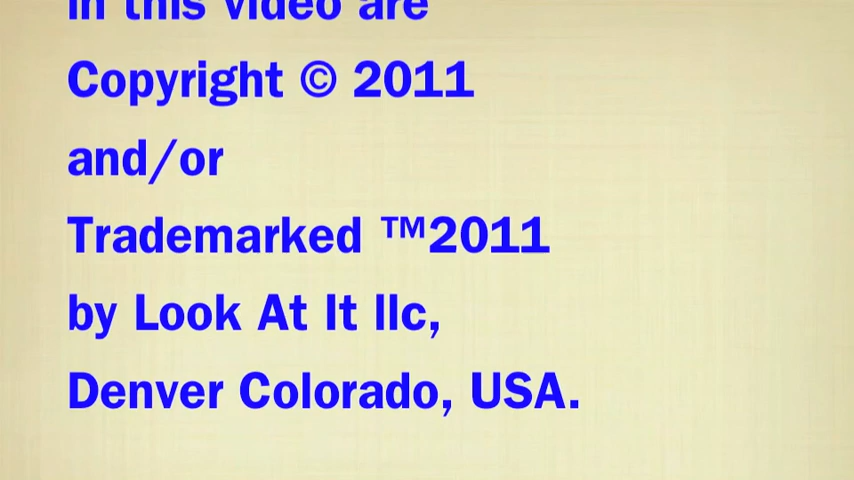 in this video are
Copyright © 2011
and/or
Trademarked ™2011
by Look At It llc,
Denver Colorado, USA.